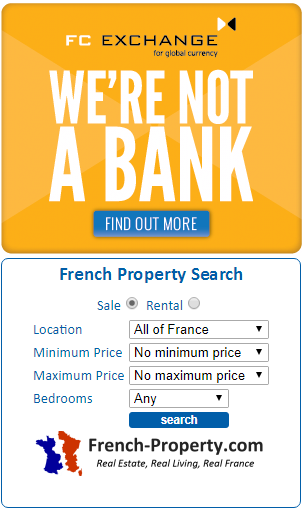 FC EXCHANGE
for global currency
WE'RE NOT
A BANK
FIND OUT MORE
French Property Search
Sale Rental
Location All of France
Minimum Price No minimum price
Maximum Price No maximum price
Bedrooms Any
search
French-Property.com
Real Estate, Real Living, Real France